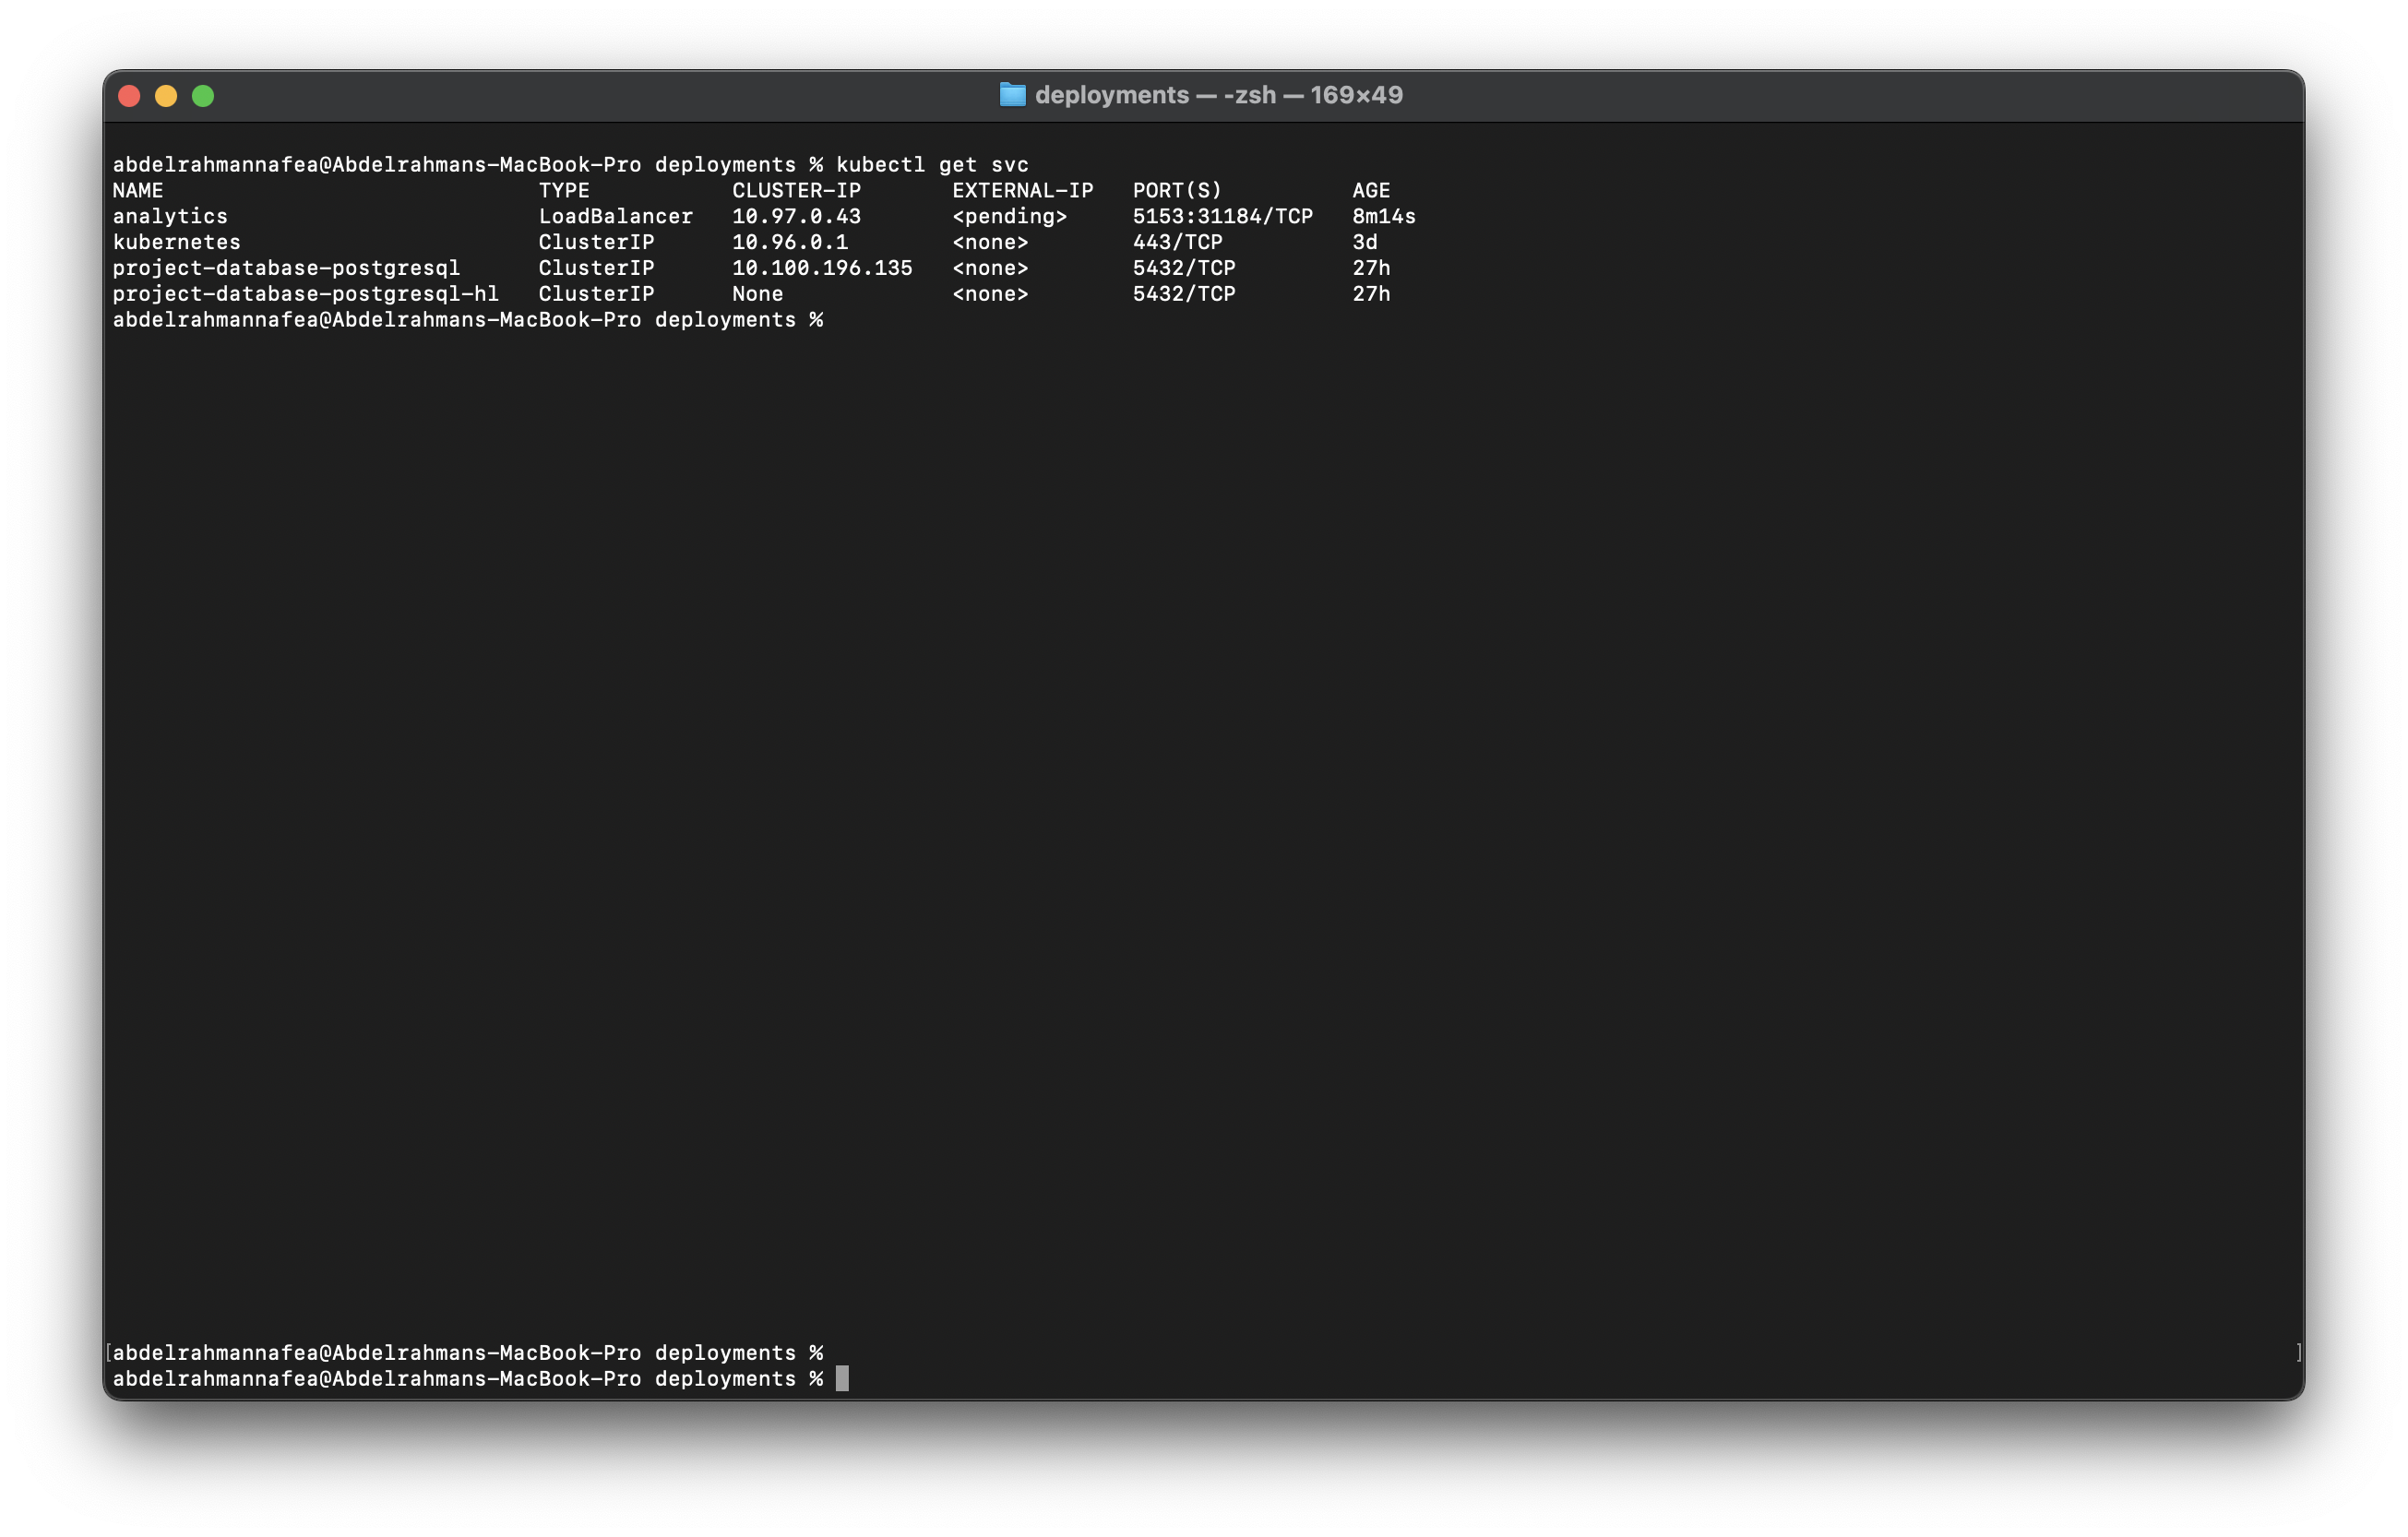 deployments — -zsh — 169×49
abdelrahmannafea@Abdelrahmans-MacBook-Pro deployments % kubectl get svc
NAME                             TYPE           CLUSTER-IP       EXTERNAL-IP   PORT(S)          AGE
analytics                        LoadBalancer   10.97.0.43       <pending>     5153:31184/TCP   8m14s
kubernetes                       ClusterIP      10.96.0.1        <none>        443/TCP          3d
project-database-postgresql      ClusterIP      10.100.196.135   <none>        5432/TCP         27h
project-database-postgresql-hl   ClusterIP      None             <none>        5432/TCP         27h
abdelrahmannafea@Abdelrahmans-MacBook-Pro deployments %
[abdelrahmannafea@Abdelrahmans-MacBook-Pro deployments % ]
abdelrahmannafea@Abdelrahmans-MacBook-Pro deployments %